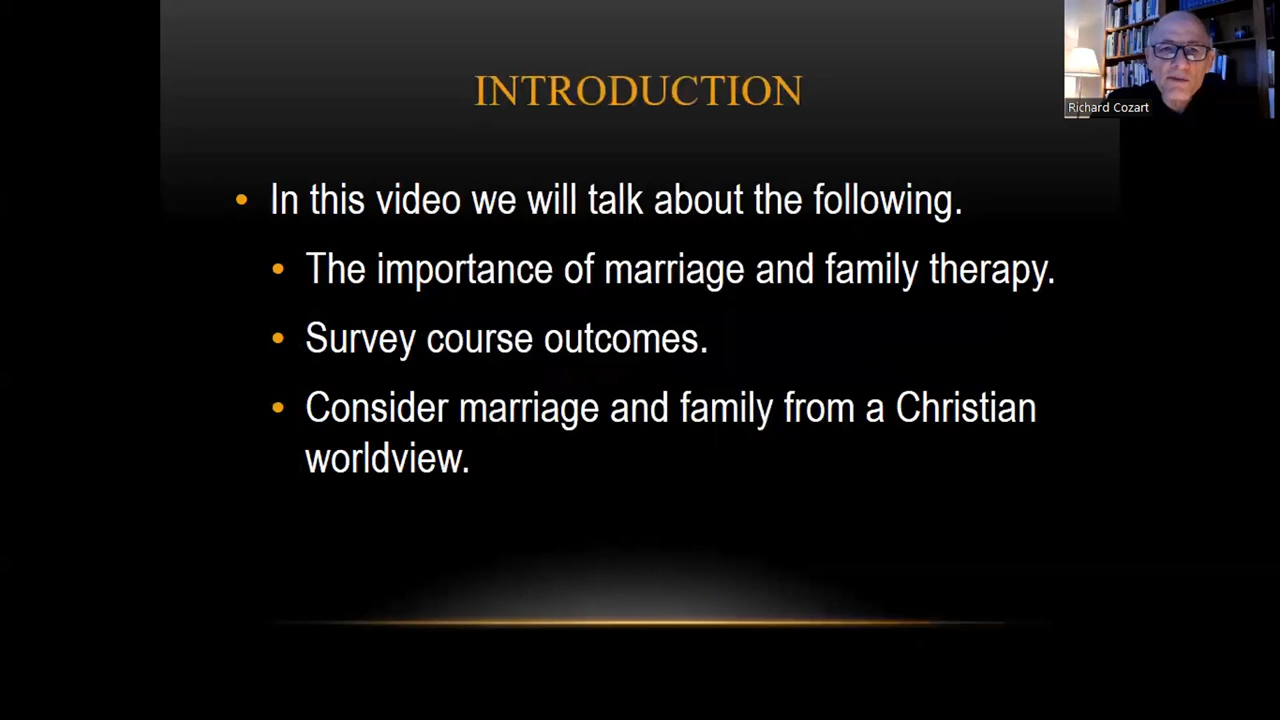 INTRODUCTION
Richard Cozart
• In this video we will talk about the following.
• The importance of marriage and family therapy.
• Survey course outcomes.
• Consider marriage and family from a Christian
worldview.